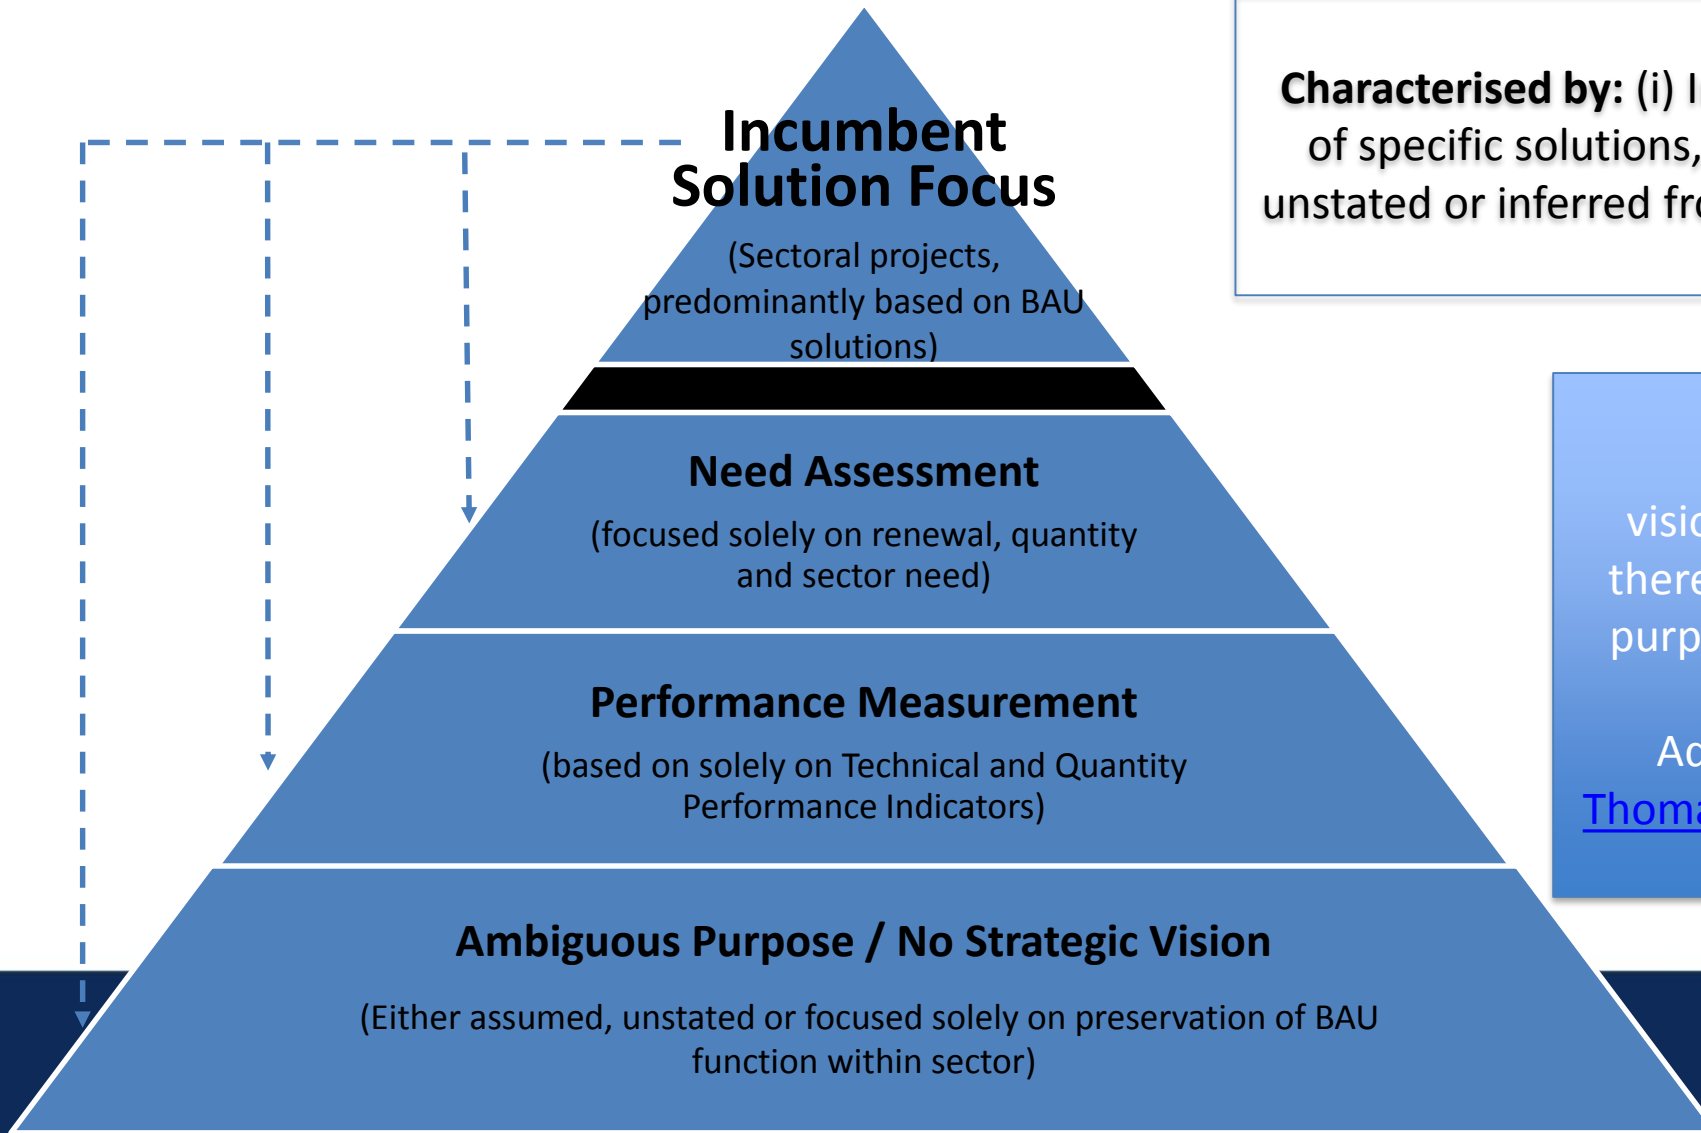 Incumbent
Solution Focus
(Sectoral projects,
predominantly based on BAU
solutions)
Need Assessment
(focused solely on renewal, quantity
and sector need)
Performance Measurement
(based on solely on Technical and Quantity
Performance Indicators)
Ambiguous Purpose / No Strategic Vision
(Either assumed, unstated or focused solely on preservation of BAU
function within sector)
Characterised by: (i)
of specific solutions,
unstated or inferred